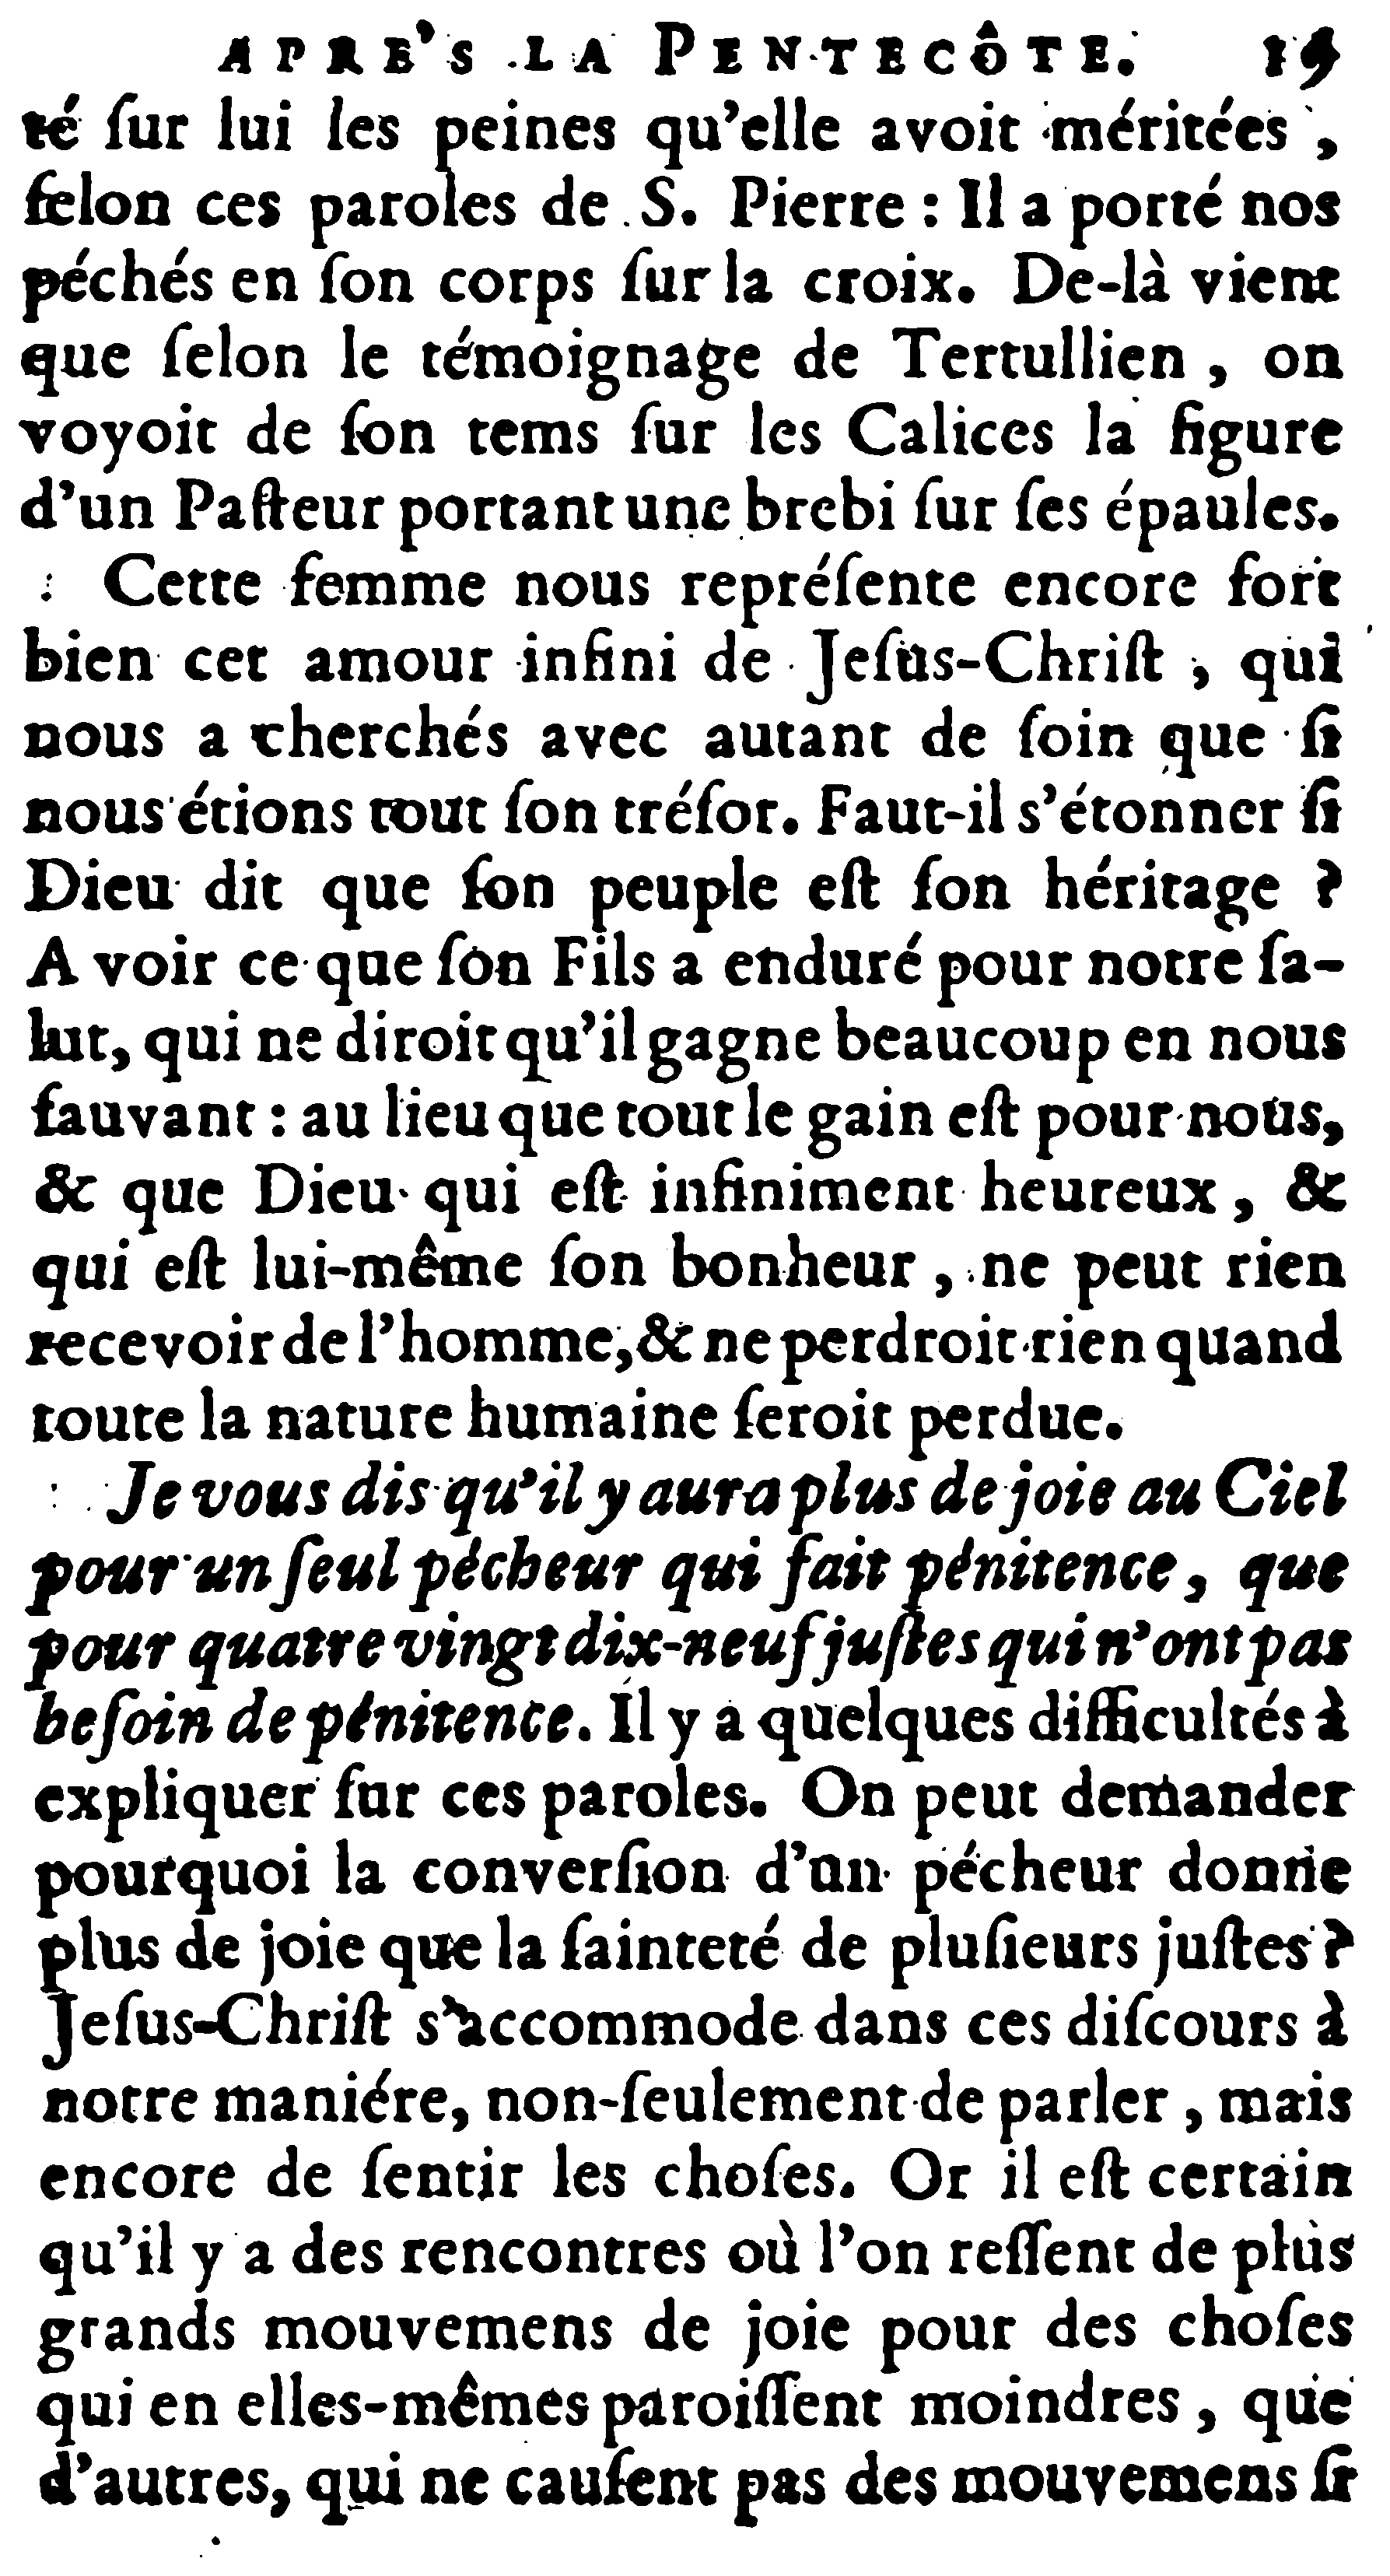 APRE'S LA PENTECÔTE. 19
té ſur lui les peines qu'elle avoit méritées,
ſelon ces paroles de S. Pierre : Il a porté nos
péchés en ſon corps ſur la croix. De-là vient
que ſelon le témoignage de Tertullien, on
voyoit de ſon tems ſur les Calices la figure
d'un Paſteur portant une brebi ſur ſes épaules.
Cette femme nous repréſente encore fort
bien cet amour infini de Jeſus-Chriſt, qui
nous a cherchés avec autant de ſoin que ſi
nous étions tout ſon tréſor. Faut-il s'étonner ſi
Dieu dit que ſon peuple eſt ſon héritage ?
A voir ce que ſon Fils a enduré pour notre ſa-
lut, qui ne diroit qu'il gagne beaucoup en nous
ſauvant : au lieu que tout le gain eſt pour nous,
& que Dieu qui eſt infiniment heureux, &
qui eſt lui-même ſon bonheur, ne peut rien
recevoir de l'homme, & ne perdroit rien quand
toute la nature humaine ſeroit perdue.
Je vous dis qu'il y aura plus de joie au Ciel
pour un ſeul pécheur qui fait pénitence, que
pour quatre vingt dix-neuf juſtes qui n'ont pas
beſoin de pénitence. Il y a quelques difficultés à
expliquer ſur ces paroles. On peut demander
pourquoi la converſion d'un pécheur donne
plus de joie que la ſainteté de pluſieurs juſtes ?
Jeſus-Chriſt s'accommode dans ces diſcours à
notre maniére, non-ſeulement de parler, mais
encore de ſentir les choſes. Or il eſt certain
qu'il y a des rencontres où l'on reſſent de plus
grands mouvemens de joie pour des choſes
qui en elles-mêmes paroiſſent moindres, que
d'autres, qui ne cauſent pas des mouvemens ſi